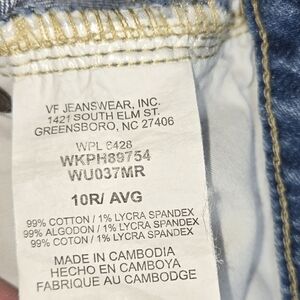 VF JEANSWEAR, INC.
1421 SOUTH ELM ST.
GREENSBORO, NC 27406
WPL 6428
WKPH89754
WU037MR
10R/ AVG
99% COTTON / 1% LYCRA SPANDEX
99% ALGODON / 1% LYCRA SPANDEX
99% COTTON / 1% LYCRA SPANDEX
MADE IN CAMBODIA
HECHO EN CAMBOYA
FABRIQUE AU CAMBODGE